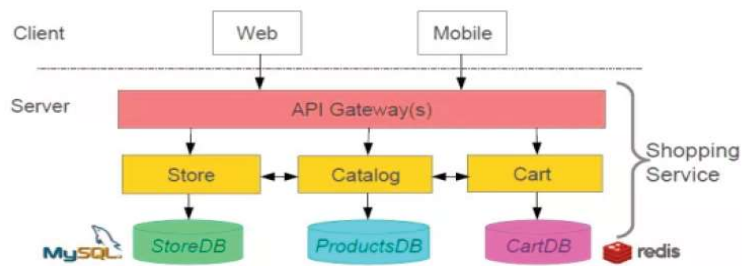 Client
Web
Mobile
Server
API Gateway(s)
Shopping
Service
Store
Catalog
Cart
MySQL
StoreDB
ProductsDB
CartDB
redis